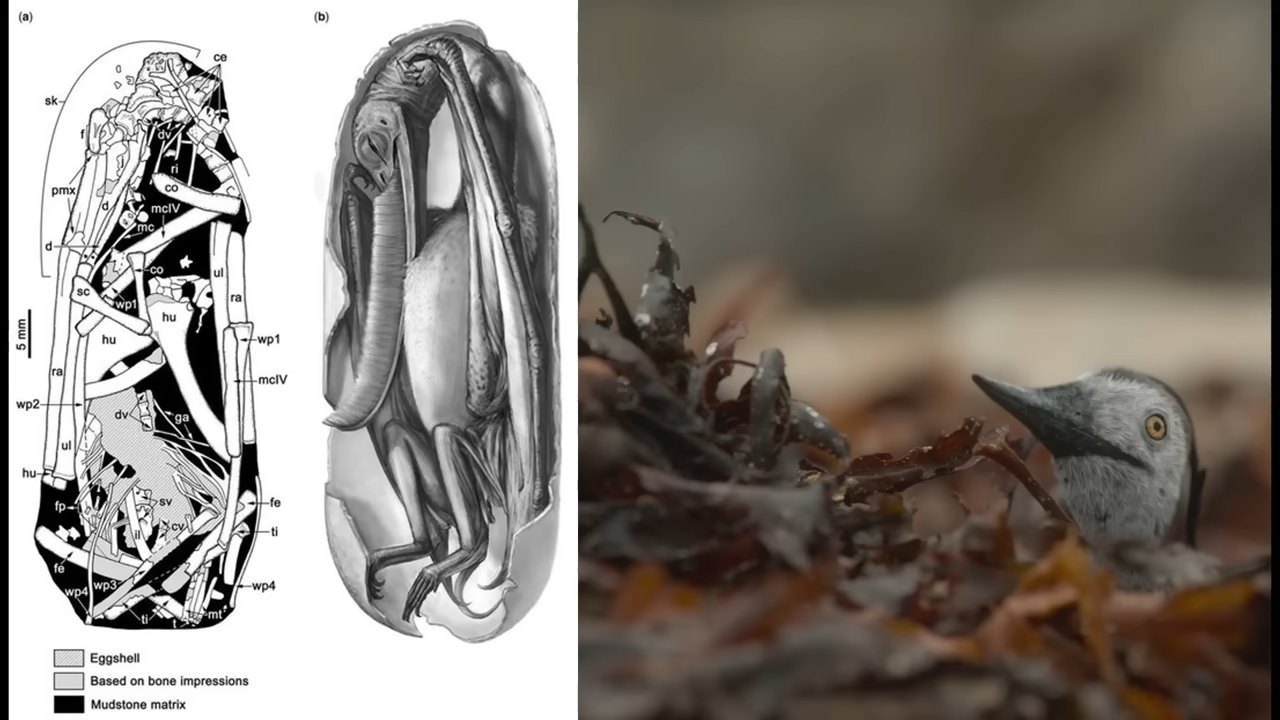 (a)
(b)
ce
sk
f
dv
ri
pmx
co
d
mcIV
mc
d
co
ul
sc
wp1
ra
hu
5 mm
hu
wp1
ra
mcIV
wp2
dv
ga
ul
hu
sv
fe
fp
cv
il
ti
fe
wp4
wp3
wp4
ti
t
mt
Eggshell
Based on bone impressions
Mudstone matrix